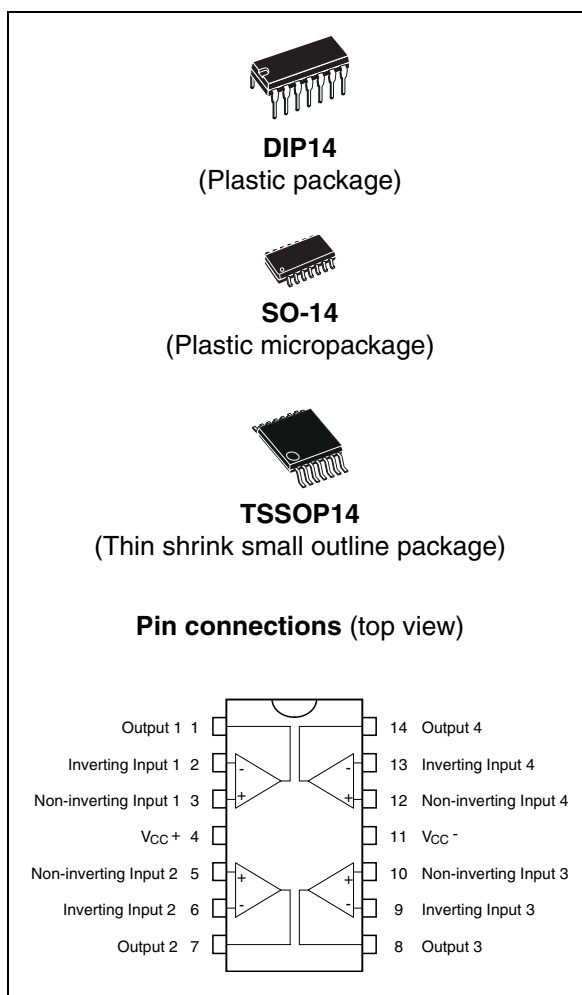 DIP14
(Plastic package)
SO-14
(Plastic micropackage)
TSSOP14
(Thin shrink small outline package)
Pin connections (top view)
Output 1 1 14 Output 4
Inverting Input 1 2 - - 13 Inverting Input 4
Non-inverting Input 1 3 + + 12 Non-inverting Input 4
VCC + 4 11 VCC -
Non-inverting Input 2 5 + + 10 Non-inverting Input 3
Inverting Input 2 6 - - 9 Inverting Input 3
Output 2 7 8 Output 3